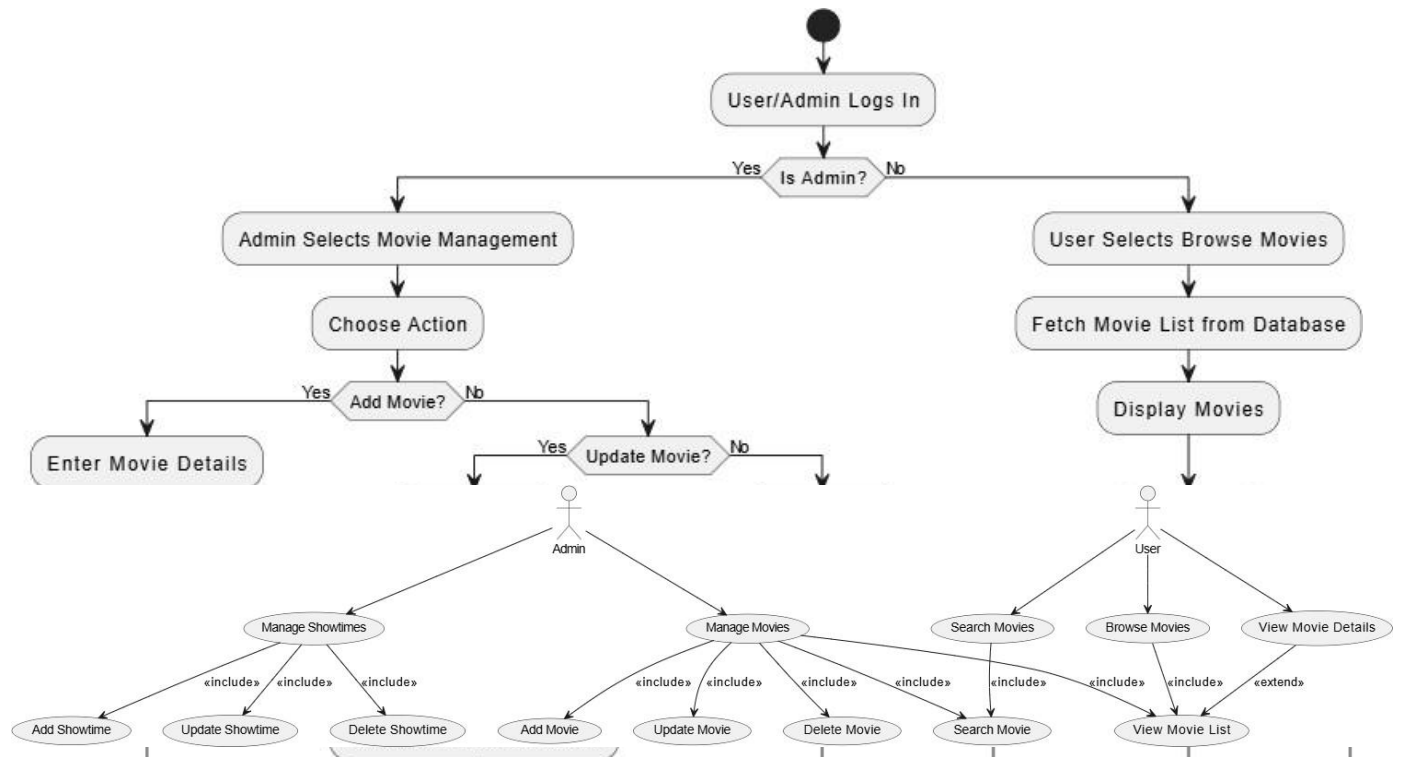 User/Admin Logs In
Yes
Is Admin?
No
Admin Selects Movie Management
User Selects Browse Movies
Choose Action
Fetch Movie List from Database
Yes
Add Movie?
No
Display Movies
Enter Movie Details
Yes
Update Movie?
No
Admin
User
Manage Showtimes
Manage Movies
Search Movies
Browse Movies
View Movie Details
«include»
«include»
«include»
«include»
«include»
«include»
«include»
«include»
«include»
«include»
«extend»
Add Showtime
Update Showtime
Delete Showtime
Add Movie
Update Movie
Delete Movie
Search Movie
View Movie List